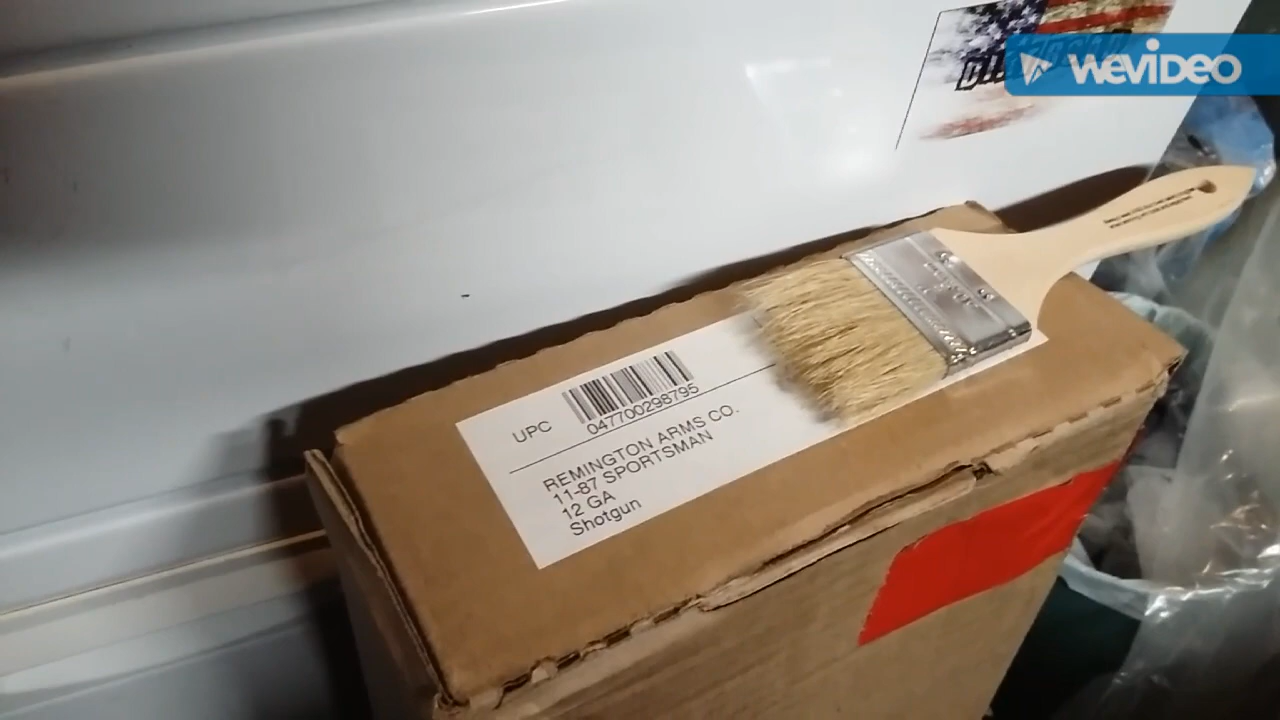 WEVIDEO
UPC
047700298795
REMINGTON ARMS CO.
11-87 SPORTSMAN
12 GA
Shotgun